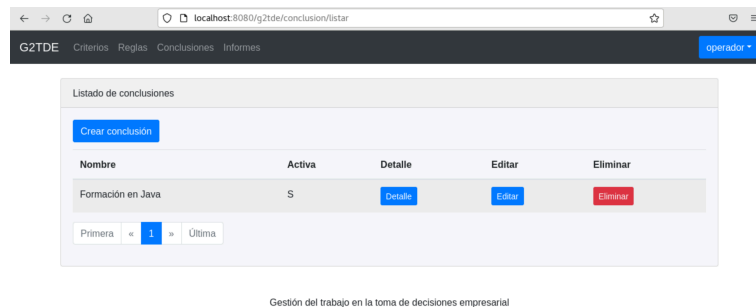 localhost:8080/g2tde/conclusion/listar
G2TDE Criterios Reglas Conclusiones Informes operador
Listado de conclusiones
Crear conclusión
Nombre Activa Detalle Editar Eliminar
Formación en Java S Detalle Editar Eliminar
Primera « 1 » Última
Gestión del trabajo en la toma de decisiones empresarial